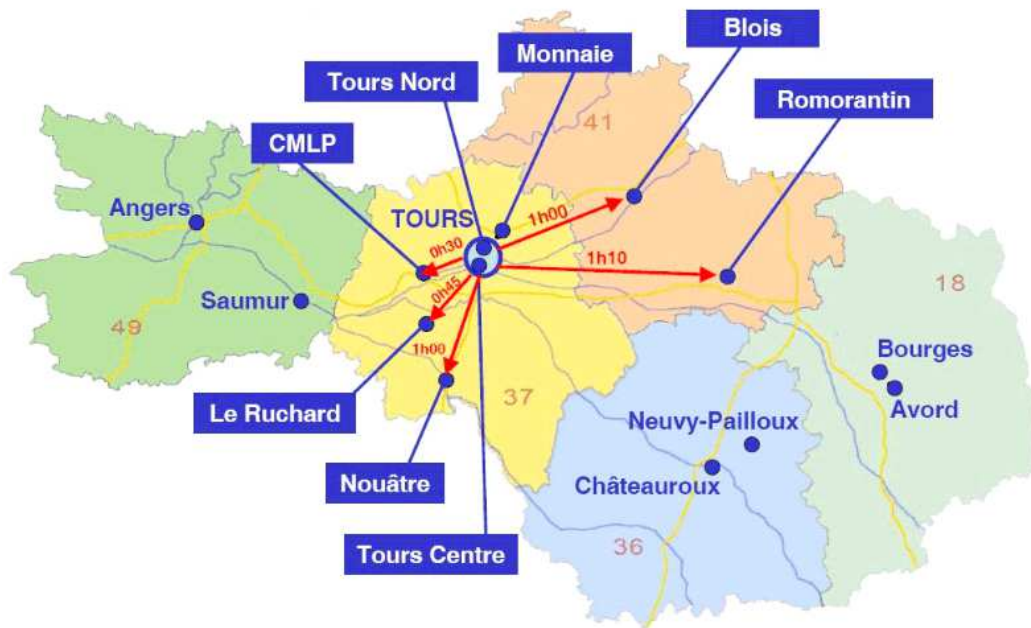 Blois
Monnaie
Tours Nord
Romorantin
41
CMLP
Angers
TOURS
1h00
0h30
1h10
0h45
Saumur
18
49
1h00
Bourges
Avord
Le Ruchard
37
Neuvy-Pailloux
Nouâtre
Châteauroux
Tours Centre
36